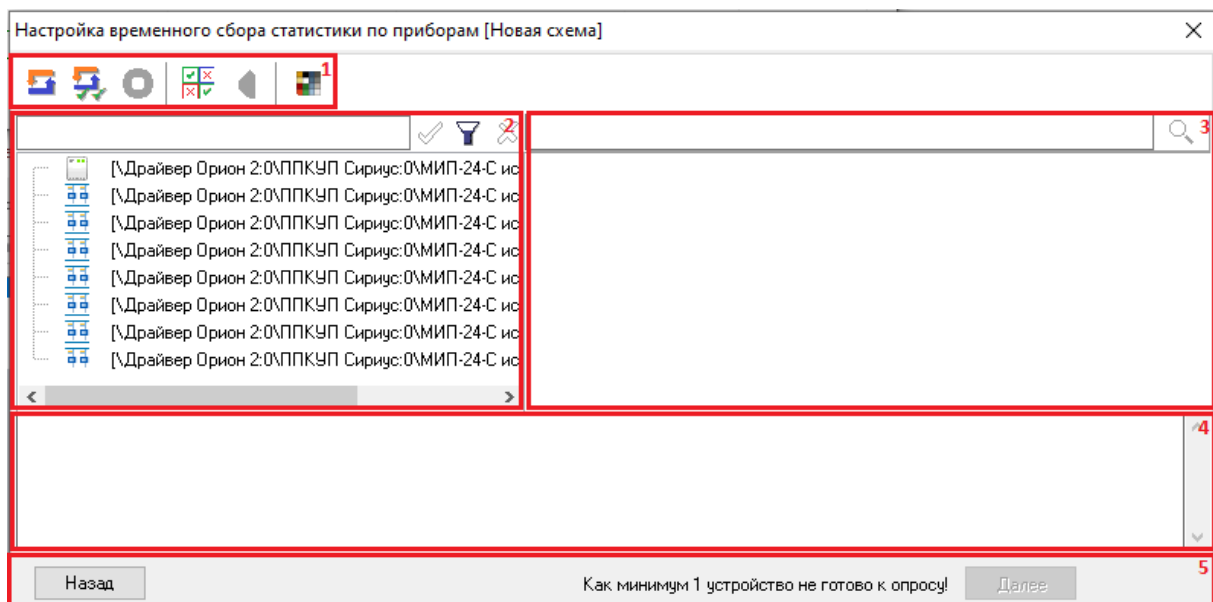 Настройка временного сбора статистики по приборам [Новая схема]
1
2
3
[\Драйвер Орион 2:0\ППКУП Сириус:0\МИП-24-С ис
[\Драйвер Орион 2:0\ППКУП Сириус:0\МИП-24-С ис
[\Драйвер Орион 2:0\ППКУП Сириус:0\МИП-24-С ис
[\Драйвер Орион 2:0\ППКУП Сириус:0\МИП-24-С ис
[\Драйвер Орион 2:0\ППКУП Сириус:0\МИП-24-С ис
[\Драйвер Орион 2:0\ППКУП Сириус:0\МИП-24-С ис
[\Драйвер Орион 2:0\ППКУП Сириус:0\МИП-24-С ис
[\Драйвер Орион 2:0\ППКУП Сириус:0\МИП-24-С ис
4
5
Назад
Как минимум 1 устройство не готово к опросу!
Далее